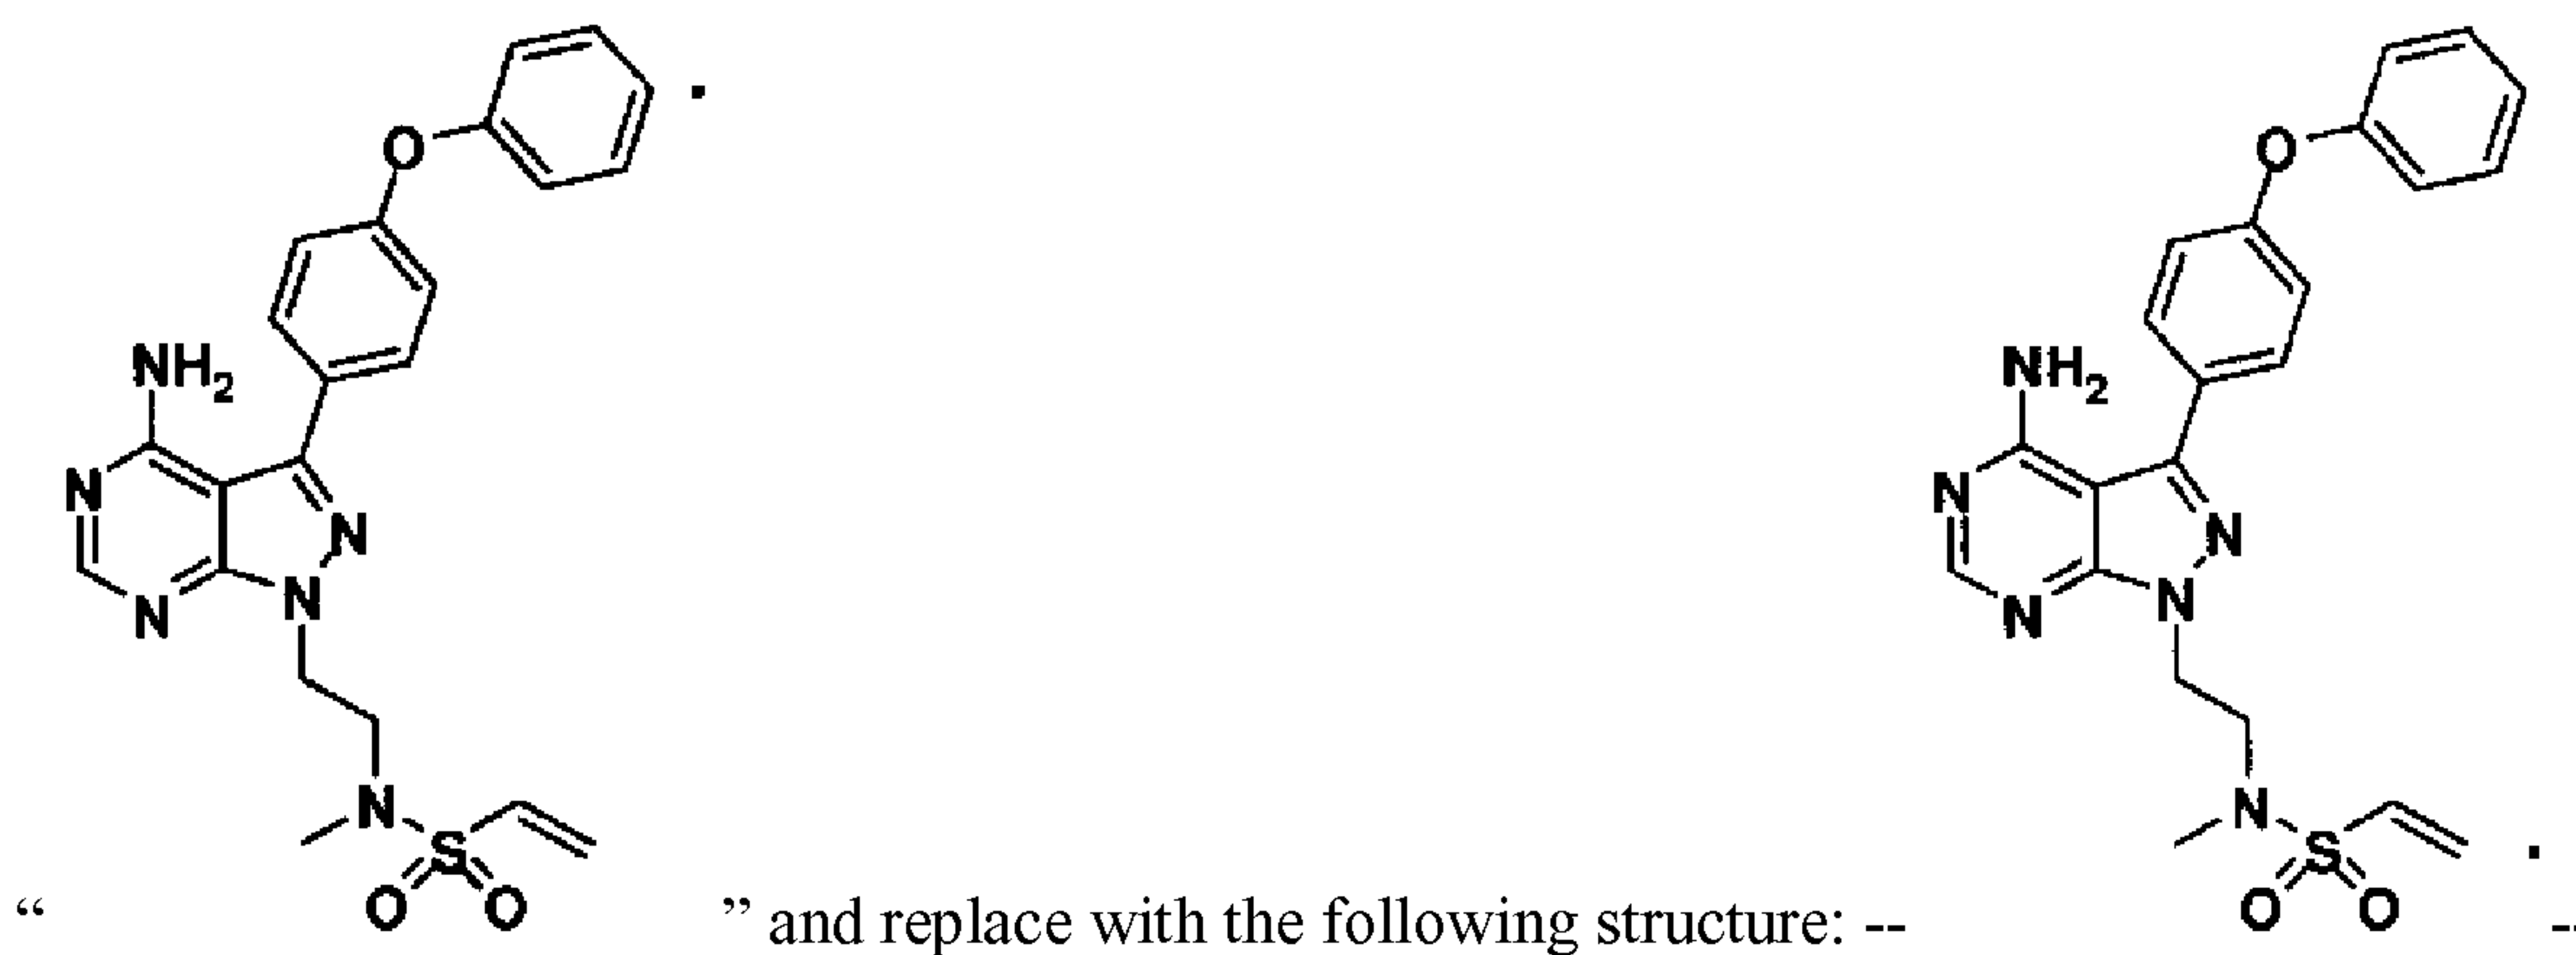 O
NH2
N
N
N
N
N
S
O O
O
NH2
N
N
N
N
N
S
O O
“ . ” and replace with the following structure: -- . --